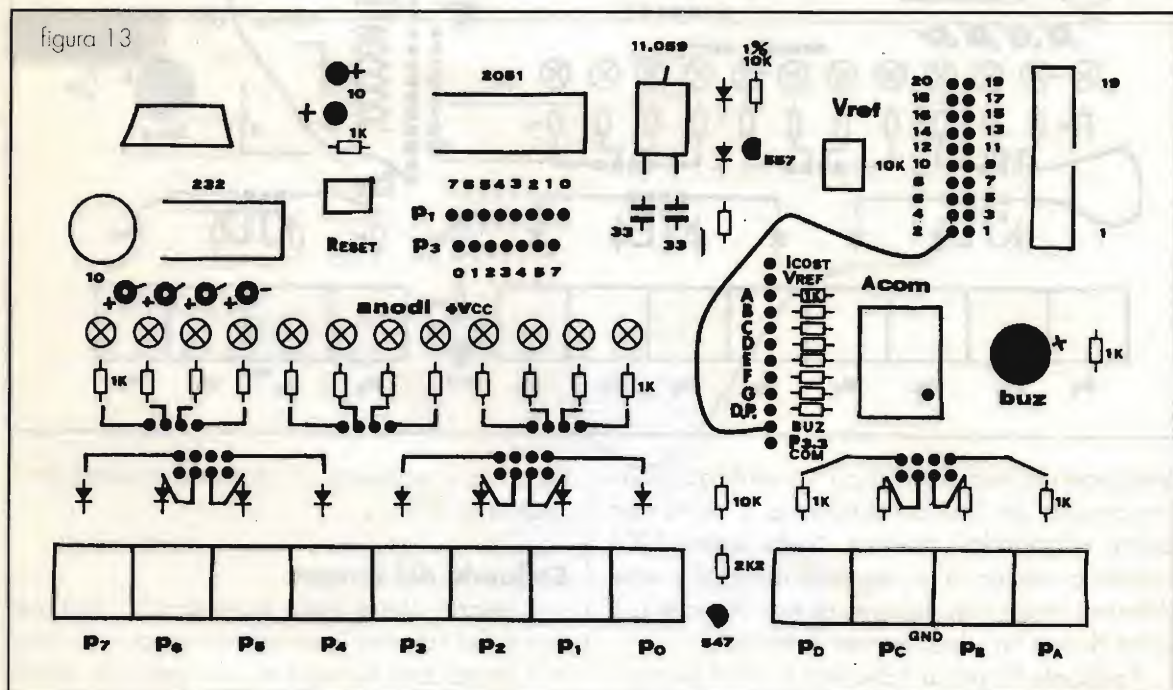 figura 13
11.059
1%
10K
2051
10
1K
Vref
557
10K
20 19
18 17
16 15
14 13
12 11
10 9
8 7
6 5
4 3
2 1
19
1
232
RESET
7 6 5 4 3 2 1 0
P1
P3
0 1 2 3 4 5 7
33 33
10
anodi +VCC
ICOST
VREF
A 1K
B
C
D
E
F
G
D.P.
BUZ
P3.3
COM
Acom
buz
1K
1K 1K
10K
1K 1K
2K2
547
P7 P6 P5 P4 P3 P2 P1 P0
PD PC GND PB PA